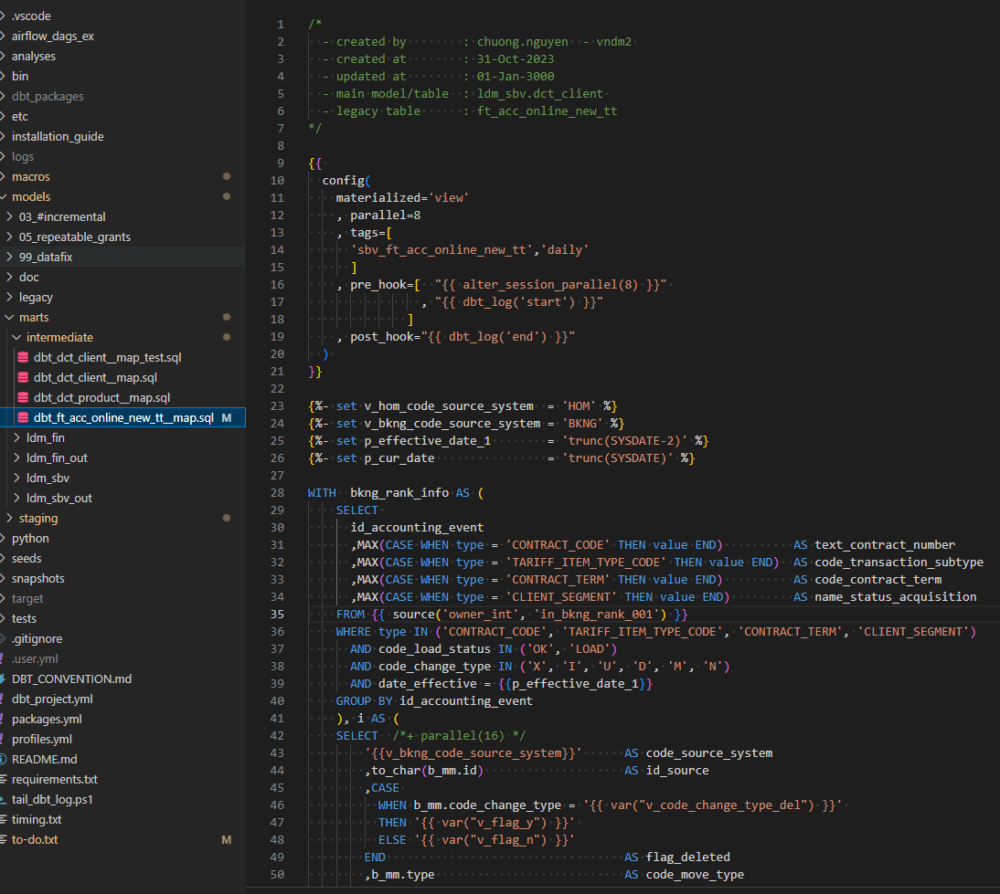 .vscode
airflow_dags_ex
analyses
bin
dbt_packages
etc
installation_guide
logs
macros
models
03_#incremental
05_repeatable_grants
99_datafix
doc
legacy
marts
intermediate
dbt_dct_client__map_test.sql
dbt_dct_client__map.sql
dbt_dct_product__map.sql
dbt_ft_acc_online_new_tt__map.sql M
ldm_fin
ldm_fin_out
ldm_sbv
ldm_sbv_out
staging
python
seeds
snapshots
target
tests
.gitignore
.user.yml
DBT_CONVENTION.md
dbt_project.yml
packages.yml
profiles.yml
README.md
requirements.txt
tail_dbt_log.ps1
timing.txt
to-do.txt M
1 /*
2 - created by : chuong.nguyen - vndm2
3 - created at : 31-Oct-2023
4 - updated at : 01-Jan-3000
5 - main model/table : ldm_sbv.dct_client
6 - legacy table : ft_acc_online_new_tt
7 */
8
9 {{
10 config(
11 materialized='view'
12 , parallel=8
13 , tags=[
14 'sbv_ft_acc_online_new_tt','daily'
15 ]
16 , pre_hook=[ "{{ alter_session_parallel(8) }}"
17 , "{{ dbt_log('start') }}"
18 ]
19 , post_hook="{{ dbt_log('end') }}"
20 )
21 }}
22
23 {%- set v_hom_code_source_system = 'HOM' %}
24 {%- set v_bkng_code_source_system = 'BKNG' %}
25 {%- set p_effective_date_1 = 'trunc(SYSDATE-2)' %}
26 {%- set p_cur_date = 'trunc(SYSDATE)' %}
27
28 WITH bkng_rank_info AS (
29 SELECT
30 id_accounting_event
31 ,MAX(CASE WHEN type = 'CONTRACT_CODE' THEN value END) AS text_contract_number
32 ,MAX(CASE WHEN type = 'TARIFF_ITEM_TYPE_CODE' THEN value END) AS code_transaction_subtype
33 ,MAX(CASE WHEN type = 'CONTRACT_TERM' THEN value END) AS code_contract_term
34 ,MAX(CASE WHEN type = 'CLIENT_SEGMENT' THEN value END) AS name_status_acquisition
35 FROM {{ source('owner_int', 'in_bkng_rank_001') }}
36 WHERE type IN ('CONTRACT_CODE', 'TARIFF_ITEM_TYPE_CODE', 'CONTRACT_TERM', 'CLIENT_SEGMENT')
37 AND code_load_status IN ('OK', 'LOAD')
38 AND code_change_type IN ('X', 'I', 'U', 'D', 'M', 'N')
39 AND date_effective = {{p_effective_date_1}}
40 GROUP BY id_accounting_event
41 ), i AS (
42 SELECT /*+ parallel(16) */
43 '{{v_bkng_code_source_system}}' AS code_source_system
44 ,to_char(b_mm.id) AS id_source
45 ,CASE
46 WHEN b_mm.code_change_type = '{{ var("v_code_change_type_del") }}'
47 THEN '{{ var("v_flag_y") }}'
48 ELSE '{{ var("v_flag_n") }}'
49 END AS flag_deleted
50 ,b_mm.type AS code_move_type